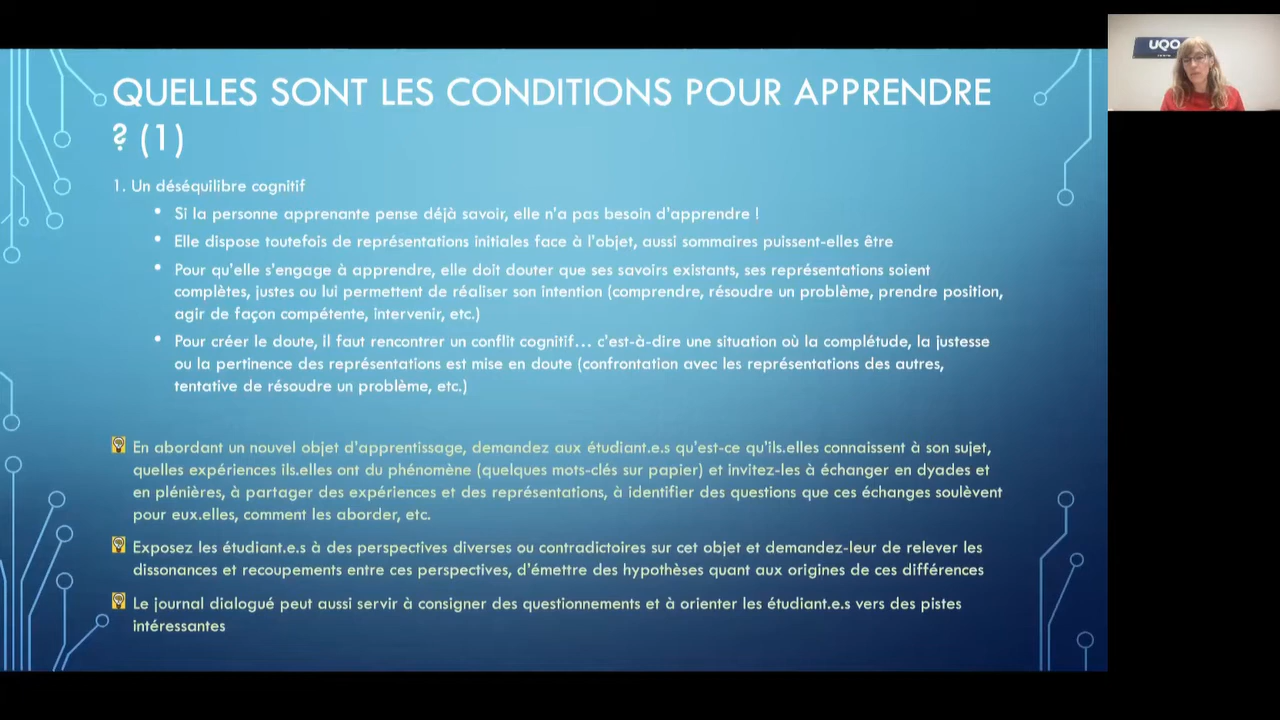 QUELLES SONT LES CONDITIONS POUR APPRENDRE
? (1)
1. Un déséquilibre cognitif
• Si la personne apprenante pense déjà savoir, elle n'a pas besoin d'apprendre !
• Elle dispose toutefois de représentations initiales face à l'objet, aussi sommaires puissent-elles être
• Pour qu'elle s'engage à apprendre, elle doit douter que ses savoirs existants, ses représentations soient
complètes, justes ou lui permettent de réaliser son intention (comprendre, résoudre un problème, prendre position,
agir de façon compétente, intervenir, etc.)
• Pour créer le doute, il faut rencontrer un conflit cognitif… c'est-à-dire une situation où la complétude, la justesse
ou la pertinence des représentations est mise en doute (confrontation avec les représentations des autres,
tentative de résoudre un problème, etc.)
En abordant un nouvel objet d'apprentissage, demandez aux étudiant.e.s qu'est-ce qu'ils.elles connaissent à son sujet,
quelles expériences ils.elles ont du phénomène (quelques mots-clés sur papier) et invitez-les à échanger en dyades et
en plénières, à partager des expériences et des représentations, à identifier des questions que ces échanges soulèvent
pour eux.elles, comment les aborder, etc.
Exposez les étudiant.e.s à des perspectives diverses ou contradictoires sur cet objet et demandez-leur de relever les
dissonances et recoupements entre ces perspectives, d'émettre des hypothèses quant aux origines de ces différences
Le journal dialogué peut aussi servir à consigner des questionnements et à orienter les étudiant.e.s vers des pistes
intéressantes
UQO